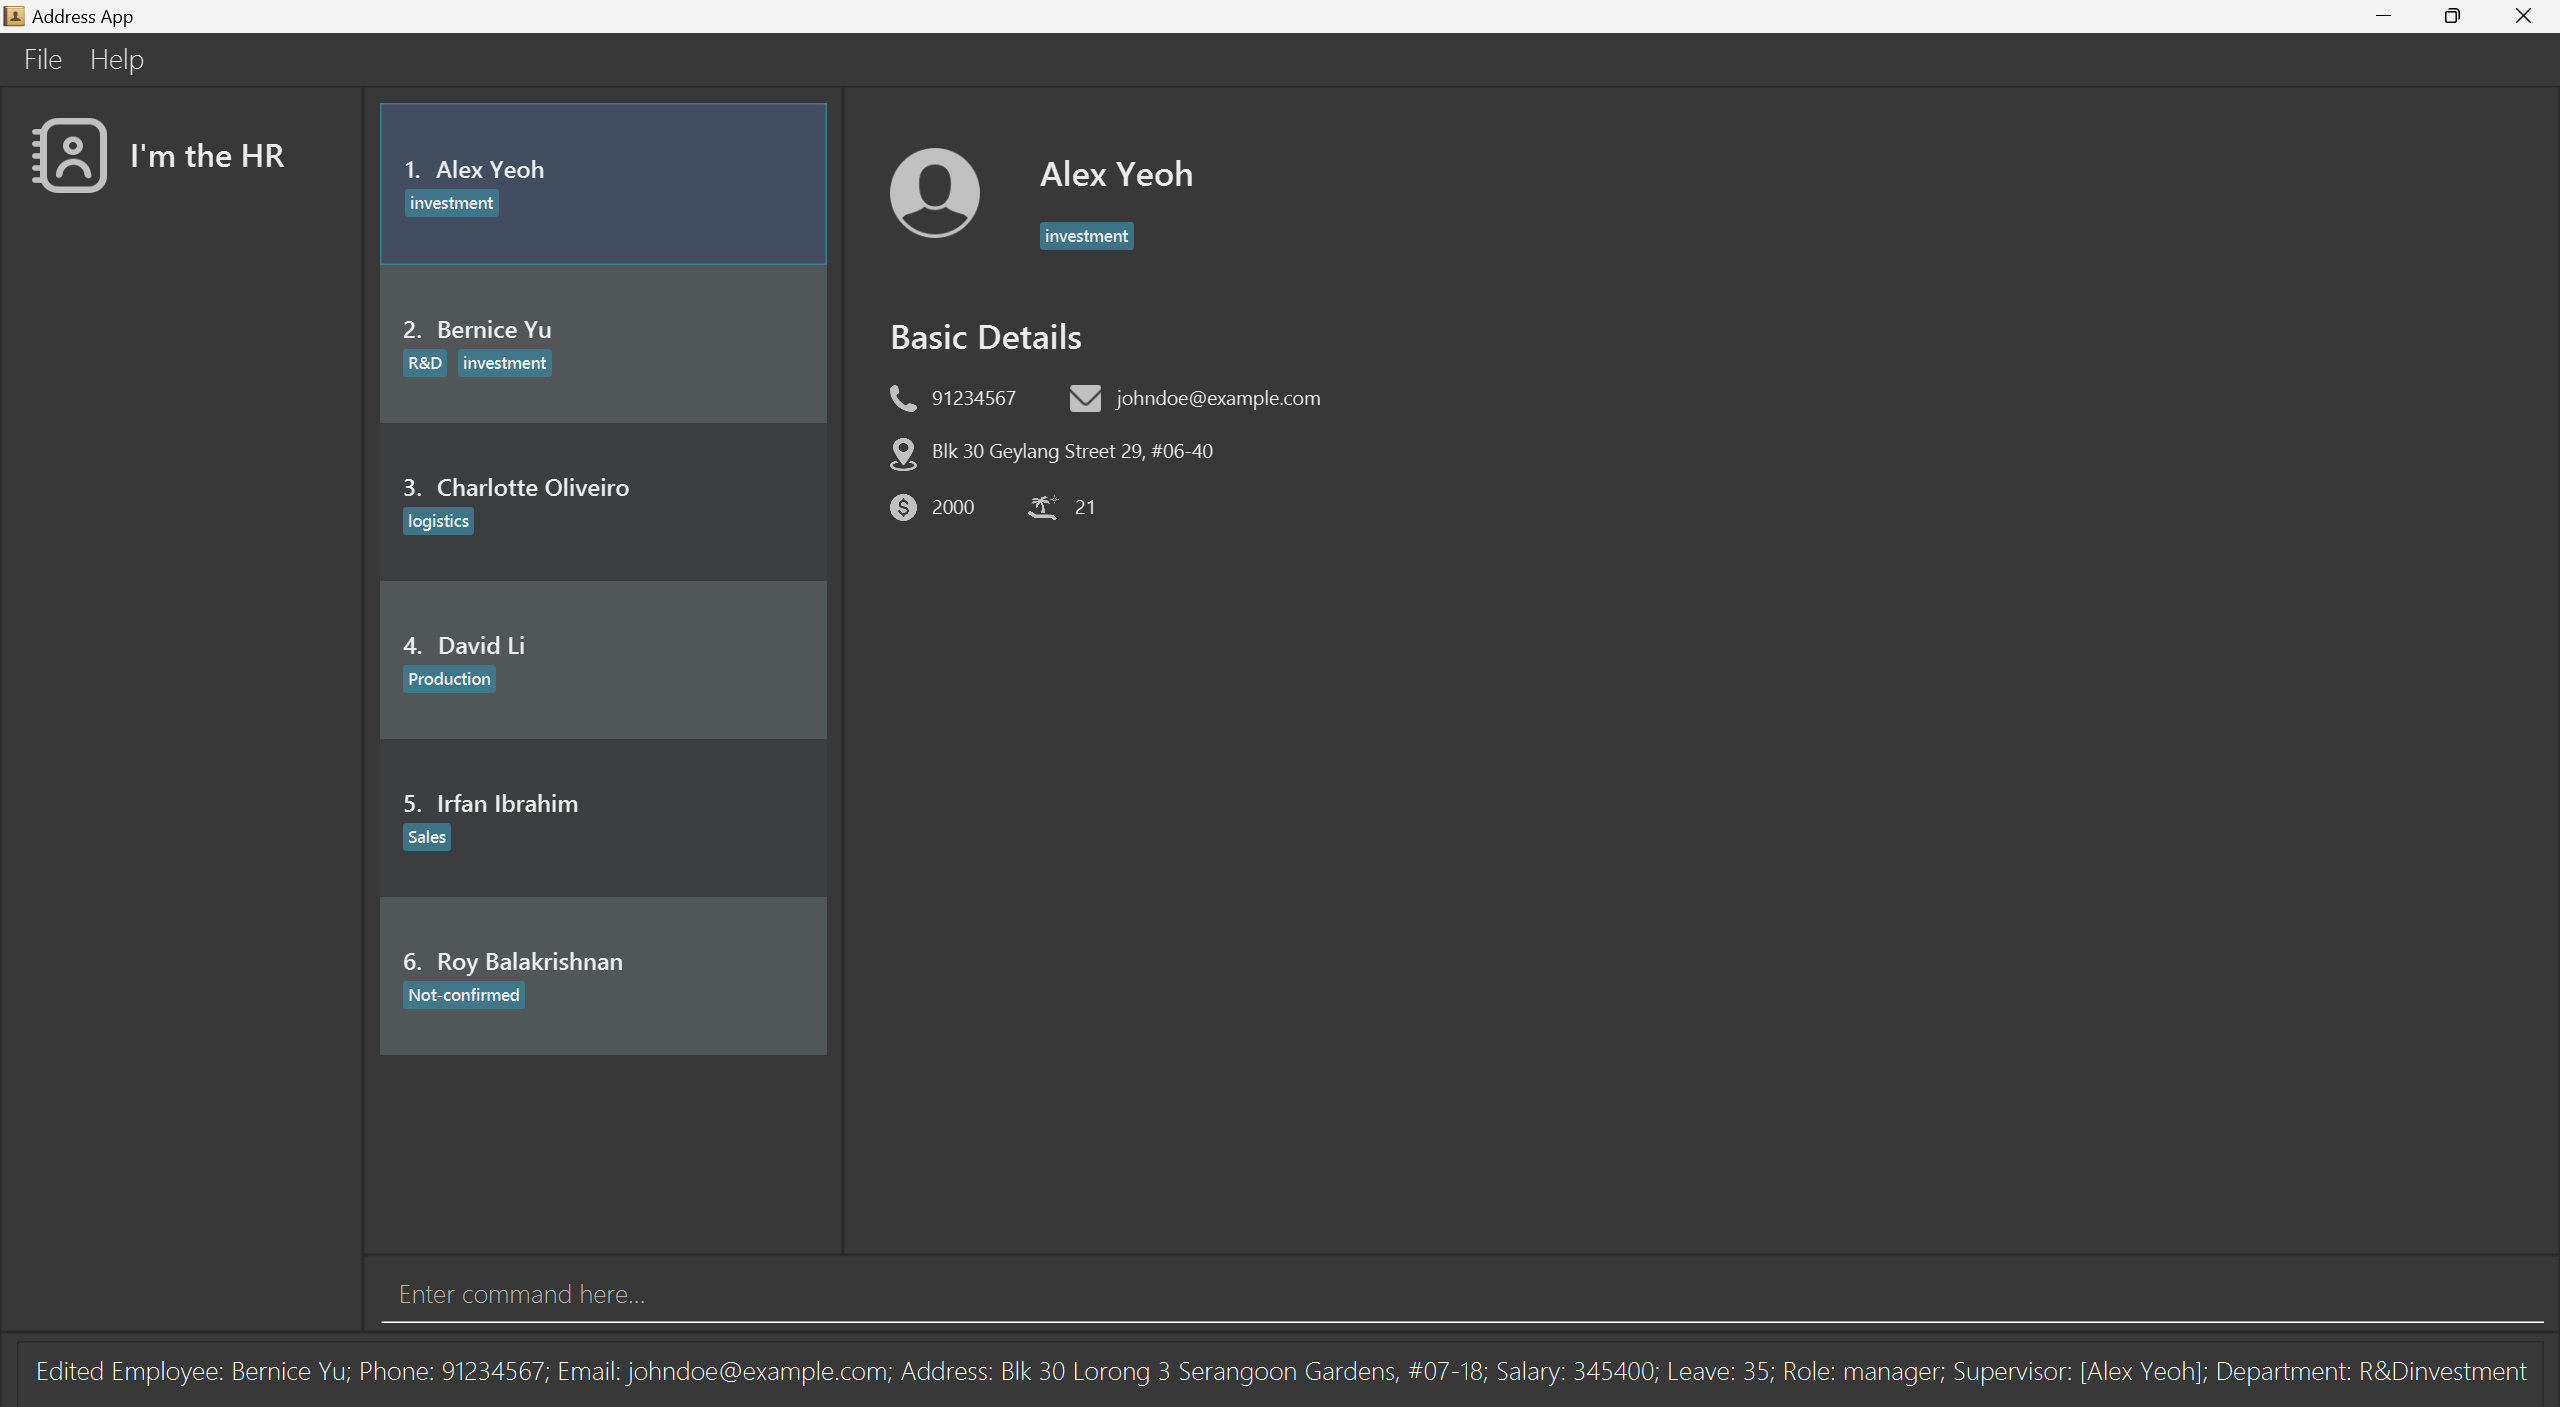 Address App
File Help
I'm the HR
1. Alex Yeoh
investment
2. Bernice Yu
R&D investment
3. Charlotte Oliveiro
logistics
4. David Li
Production
5. Irfan Ibrahim
Sales
6. Roy Balakrishnan
Not-confirmed
Alex Yeoh
investment
Basic Details
91234567 johndoe@example.com
Blk 30 Geylang Street 29, #06-40
2000 21
Enter command here...
Edited Employee: Bernice Yu; Phone: 91234567; Email: johndoe@example.com; Address: Blk 30 Lorong 3 Serangoon Gardens, #07-18; Salary: 345400; Leave: 35; Role: manager; Supervisor: [Alex Yeoh]; Department: R&Dinvestment